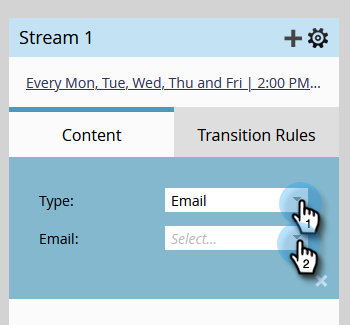 Stream 1
Every Mon, Tue, Wed, Thu and Fri | 2:00 PM...
Content Transition Rules
Type: Email
1
Email: Select...
2